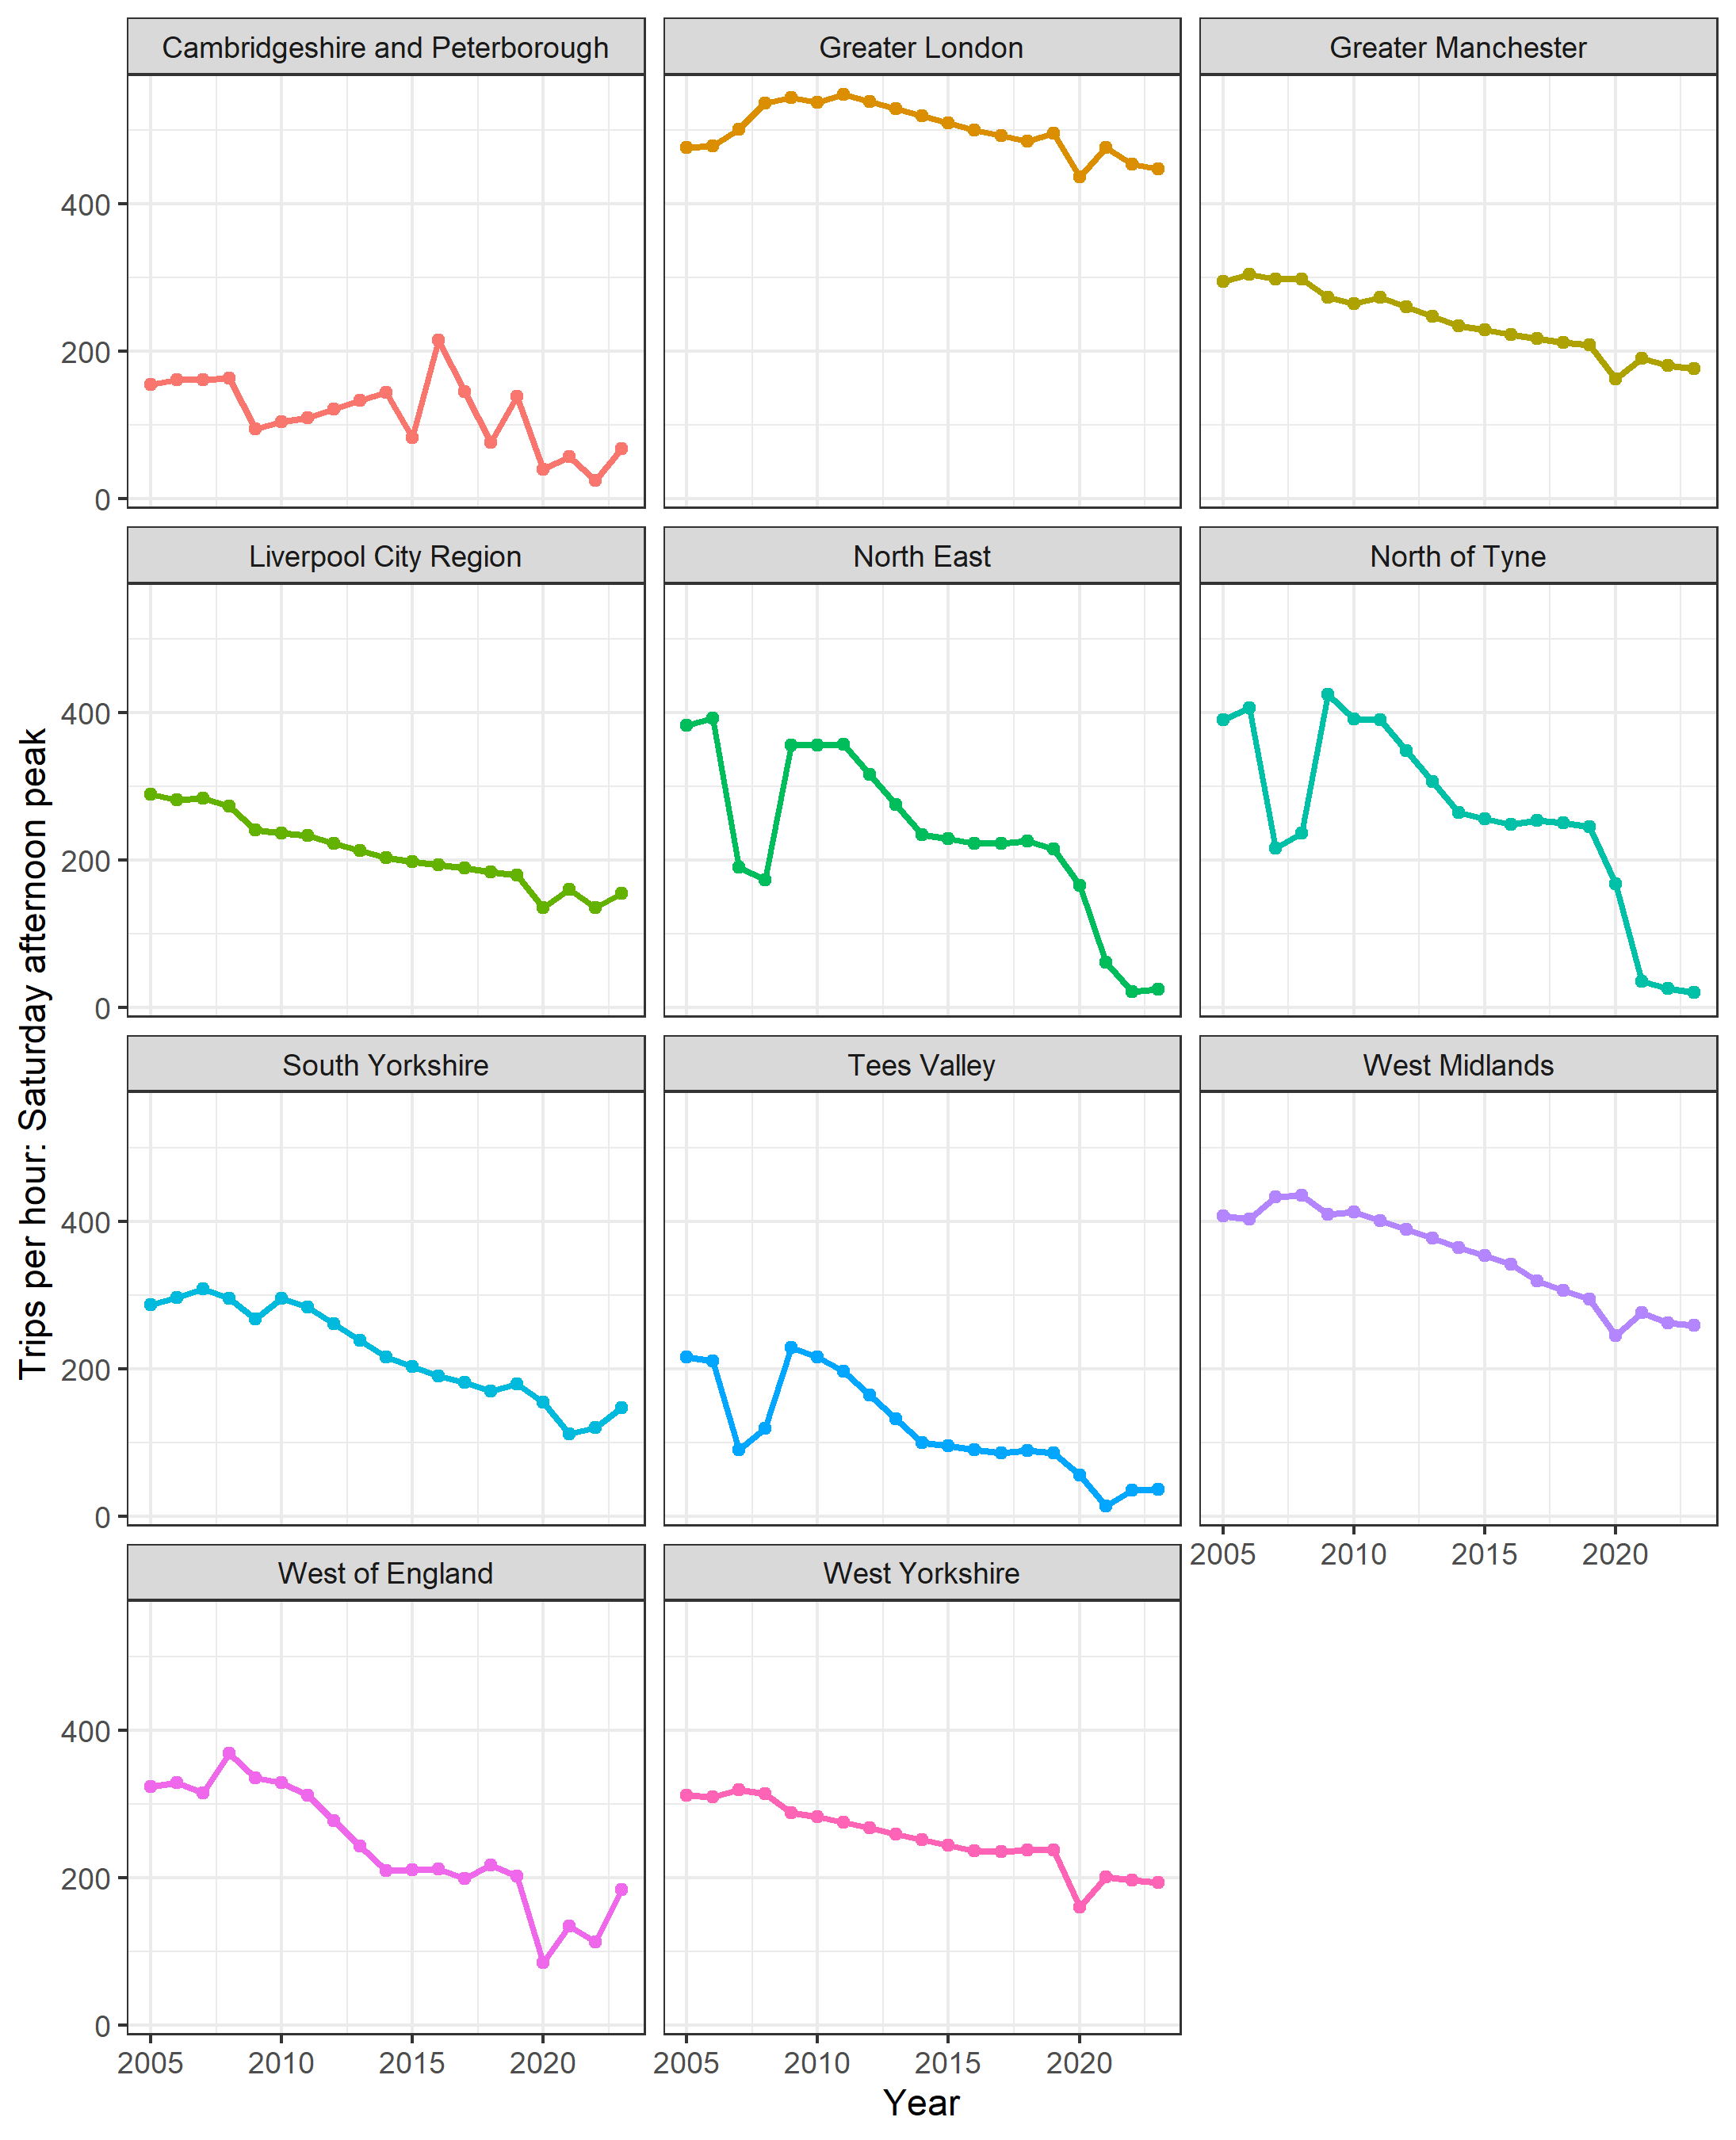 Cambridgeshire and Peterborough
Greater London
Greater Manchester
400
200
0
Liverpool City Region
North East
North of Tyne
400
200
0
Trips per hour: Saturday afternoon peak
South Yorkshire
Tees Valley
West Midlands
400
200
0
2005 2010 2015 2020
West of England
West Yorkshire
400
200
0
2005 2010 2015 2020
2005 2010 2015 2020
Year